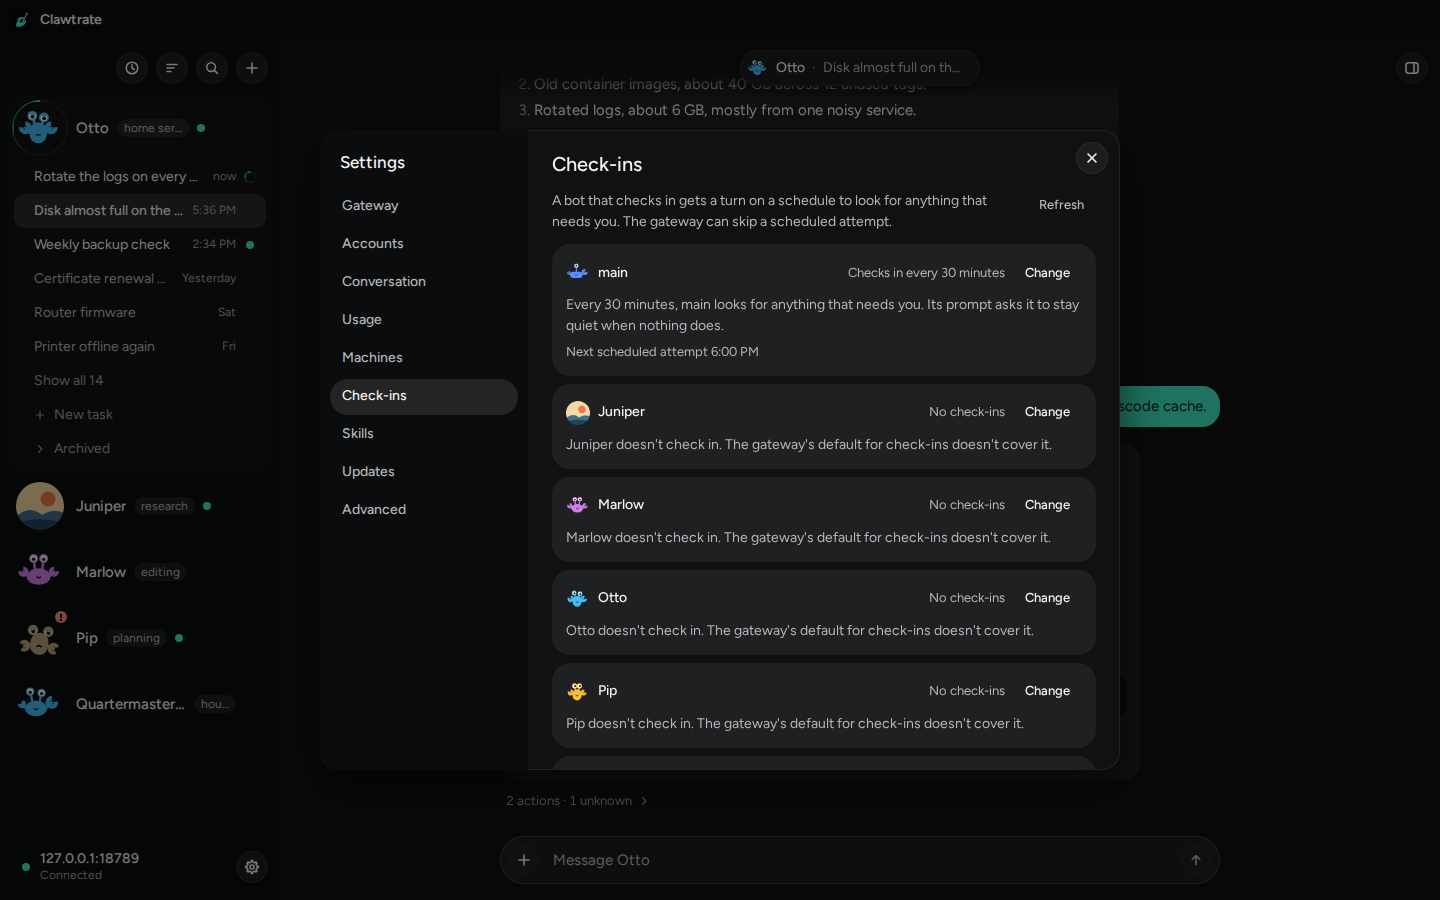 Clawtrate
Otto
home ser...
Rotate the logs on every ...
now
Disk almost full on the ...
5:36 PM
Weekly backup check
2:34 PM
Certificate renewal ...
Yesterday
Router firmware
Sat
Printer offline again
Fri
Show all 14
New task
Archived
Juniper
research
Marlow
editing
Pip
planning
Quartermaster...
hou...
127.0.0.1:18789
Connected
Otto · Disk almost full on th...
2. Old container images, about 40 GB across 12 unused tags.
3. Rotated logs, about 6 GB, mostly from one noisy service.
Settings
Gateway
Accounts
Conversation
Usage
Machines
Check-ins
Skills
Updates
Advanced
Check-ins
A bot that checks in gets a turn on a schedule to look for anything that
needs you. The gateway can skip a scheduled attempt.
Refresh
main
Checks in every 30 minutes
Change
Every 30 minutes, main looks for anything that needs you. Its prompt asks it to stay
quiet when nothing does.
Next scheduled attempt 6:00 PM
Juniper
No check-ins
Change
Juniper doesn't check in. The gateway's default for check-ins doesn't cover it.
Marlow
No check-ins
Change
Marlow doesn't check in. The gateway's default for check-ins doesn't cover it.
Otto
No check-ins
Change
Otto doesn't check in. The gateway's default for check-ins doesn't cover it.
Pip
No check-ins
Change
Pip doesn't check in. The gateway's default for check-ins doesn't cover it.
scode cache.
2 actions · 1 unknown
Message Otto